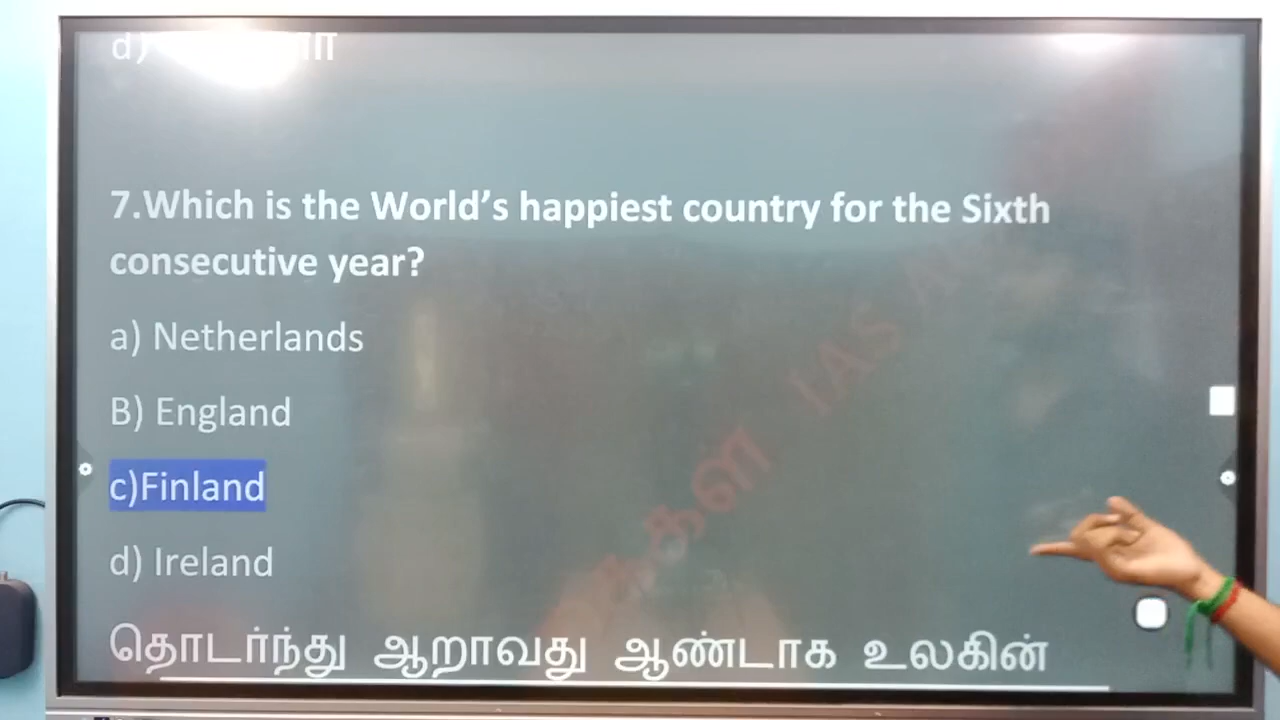 d)
7.Which is the World’s happiest country for the Sixth
consecutive year?
a) Netherlands
B) England
c)Finland
d) Ireland
தொடர்ந்து ஆறாவது ஆண்டாக உலகின்
IAS